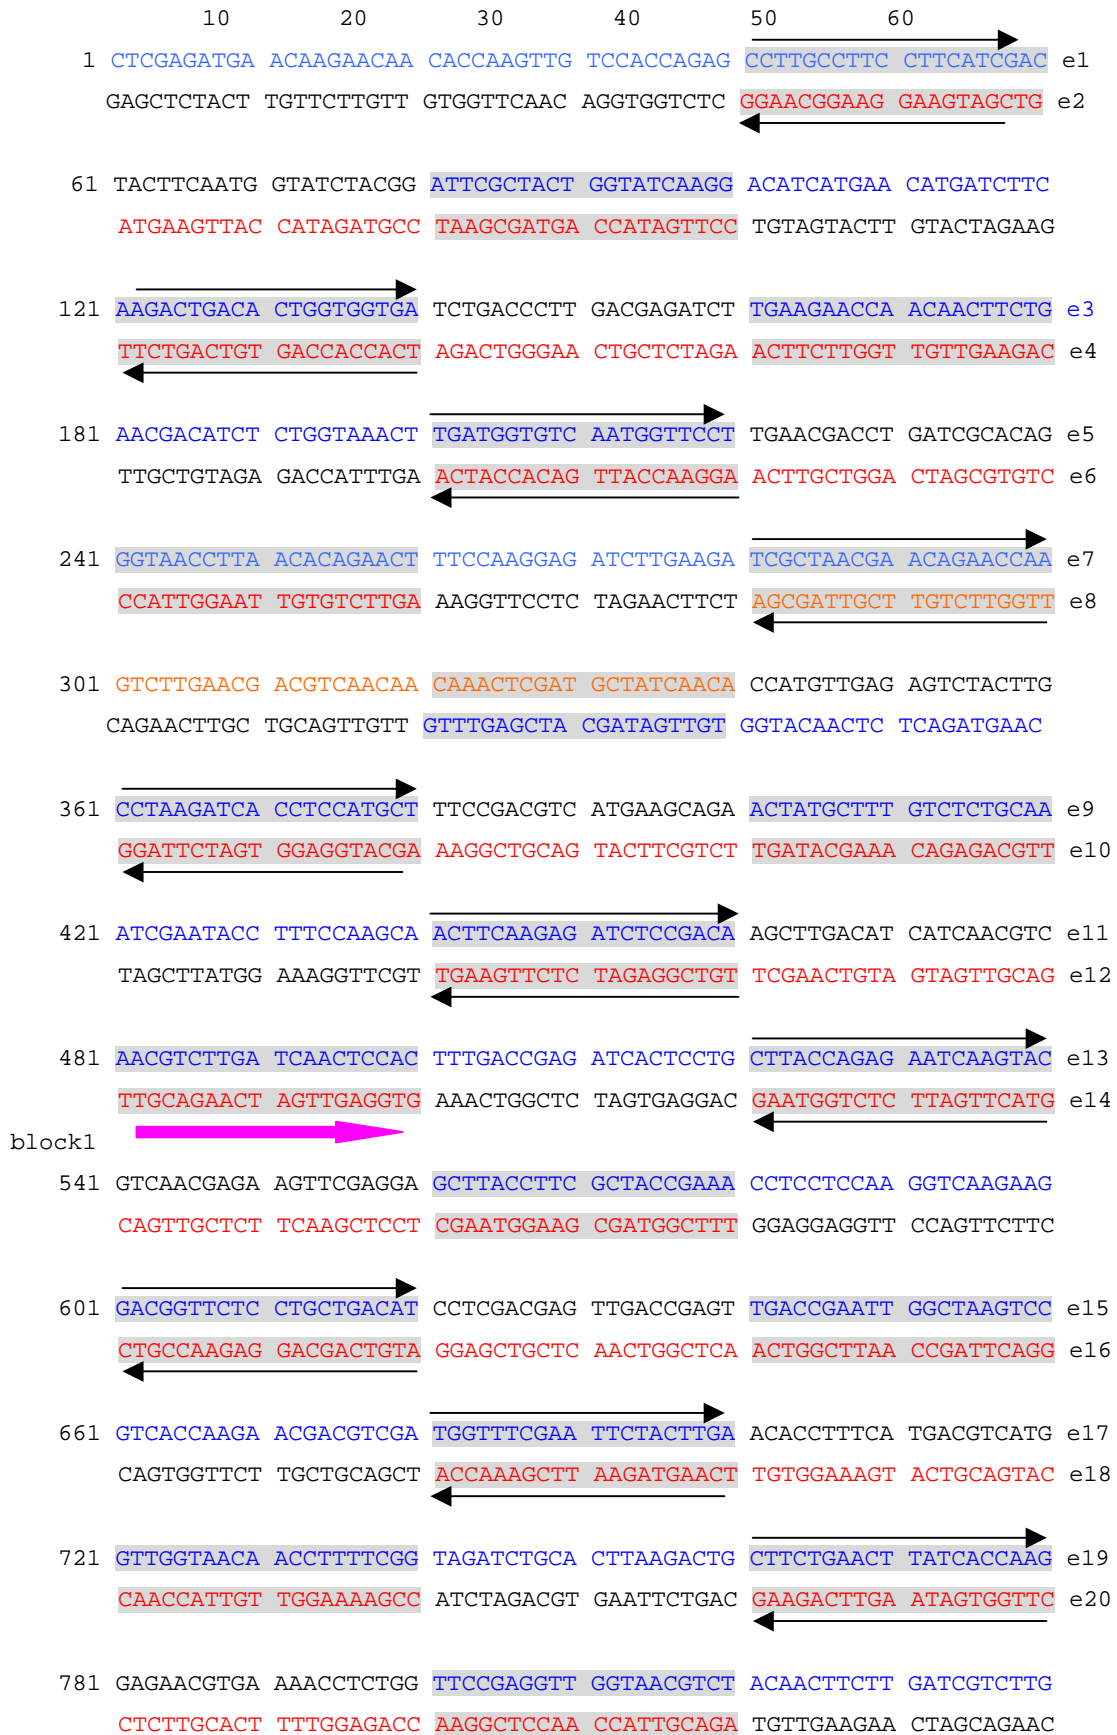 10 20 30 40 50 60
1 CTCGAGATGA ACAAGAACAA CACCAAGTTG TCCACCAGAG CCTTGCCTTC CTTCATCGAC e1
GAGCTCTACT TGTTCTTGTT GTGGTTCAAC AGGTGGTCTC GGAACGGAAG GAAGTAGCTG e2
61 TACTTCAATG GTATCTACGG ATTCGCTACT GGTATCAAGG ACATCATGAA CATGATCTTC
ATGAAGTTAC CATAGATGCC TAAGCGATGA CCATAGTTCC TGTAGTACTT GTACTAGAAG
121 AAGACTGACA CTGGTGGTGA TCTGACCCTT GACGAGATCT TGAAGAACCA ACAACTTCTG e3
TTCTGACTGT GACCACCACT AGACTGGGAA CTGCTCTAGA ACTTCTTGGT TGTTGAAGAC e4
181 AACGACATCT CTGGTAAACT TGATGGTGTC AATGGTTCCT TGAACGACCT GATCGCACAG e5
TTGCTGTAGA GACCATTTGA ACTACCACAG TTACCAAGGA ACTTGCTGGA CTAGCGTGTC e6
241 GGTAACCTTA ACACAGAACT TTCCAAGGAG ATCTTGAAGA TCGCTAACGA ACAGAACCAA e7
CCATTGGAAT TGTGTCTTGA AAGGTTCCTC TAGAACTTCT AGCGATTGCT TGTCTTGGTT e8
301 GTCTTGAACG ACGTCAACAA CAAACTCGAT GCTATCAACA CCATGTTGAG AGTCTACTTG
CAGAACTTGC TGCAGTTGTT GTTTGAGCTA CGATAGTTGT GGTACAACTC TCAGATGAAC
361 CCTAAGATCA CCTCCATGCT TTCCGACGTC ATGAAGCAGA ACTATGCTTT GTCTCTGCAA e9
GGATTCTAGT GGAGGTACGA AAGGCTGCAG TACTTCGTCT TGATACGAAA CAGAGACGTT e10
421 ATCGAATACC TTTCCAAGCA ACTTCAAGAG ATCTCCGACA AGCTTGACAT CATCAACGTC e11
TAGCTTATGG AAAGGTTCGT TGAAGTTCTC TAGAGGCTGT TCGAACTGTA GTAGTTGCAG e12
481 AACGTCTTGA TCAACTCCAC TTTGACCGAG ATCACTCCTG CTTACCAGAG AATCAAGTAC e13
TTGCAGAACT AGTTGAGGTG AAACTGGCTC TAGTGAGGAC GAATGGTCTC TTAGTTCATG e14
block1
541 GTCAACGAGA AGTTCGAGGA GCTTACCTTC GCTACCGAAA CCTCCTCCAA GGTCAAGAAG
CAGTTGCTCT TCAAGCTCCT CGAATGGAAG CGATGGCTTT GGAGGAGGTT CCAGTTCTTC
601 GACGGTTCTC CTGCTGACAT CCTCGACGAG TTGACCGAGT TGACCGAATT GGCTAAGTCC e15
CTGCCAAGAG GACGACTGTA GGAGCTGCTC AACTGGCTCA ACTGGCTTAA CCGATTCAGG e16
661 GTCACCAAGA ACGACGTCGA TGGTTTCGAA TTCTACTTGA ACACCTTTCA TGACGTCATG e17
CAGTGGTTCT TGCTGCAGCT ACCAAAGCTT AAGATGAACT TGTGGAAAGT ACTGCAGTAC e18
721 GTTGGTAACA ACCTTTTCGG TAGATCTGCA CTTAAGACTG CTTCTGAACT TATCACCAAG e19
CAACCATTGT TGGAAAAGCC ATCTAGACGT GAATTCTGAC GAAGACTTGA ATAGTGGTTC e20
781 GAGAACGTGA AAACCTCTGG TTCCGAGGTT GGTAACGTCT ACAACTTCTT GATCGTCTTG
CTCTTGCACT TTTGGAGACC AAGGCTCCAA CCATTGCAGA TGTTGAAGAA CTAGCAGAAC